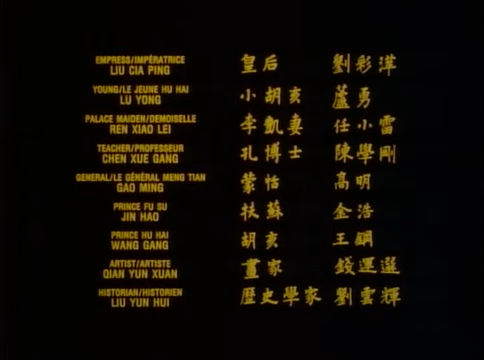 EMPRESS/IMPÉRATRICE
LIU CIA PING
皇后 劉彩萍
YOUNG/LE JEUNE HU HAI
LU YONG
小胡亥 蘆勇
PALACE MAIDEN/DEMOISELLE
REN XIAO LEI
李凱妻 任小雷
TEACHER/PROFESSEUR
CHEN XUE GANG
孔博士 陳學剛
GENERAL/LE GÉNÉRAL MENG TIAN
GAO MING
蒙恬 高明
PRINCE FU SU
JIN HAO
扶蘇 金浩
PRINCE HU HAI
WANG GANG
胡亥 王鋼
ARTIST/ARTISTE
QIAN YUN XUAN
畫家 錢運選
HISTORIAN/HISTORIEN
LIU YUN HUI
歷史學家 劉雲輝